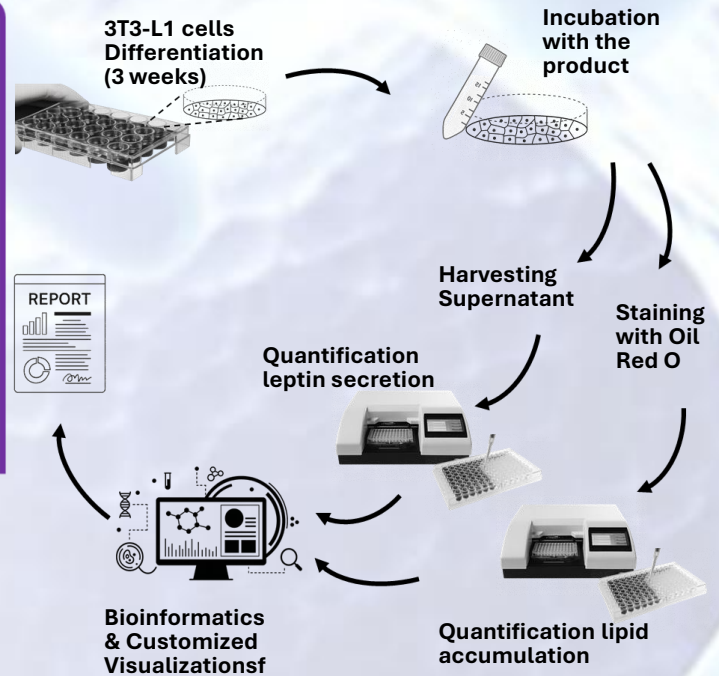 3T3-L1 cells
Differentiation
(3 weeks)
Incubation
with the
product
Harvesting
Supernatant
Staining
with Oil
Red O
REPORT
Quantification
leptin secretion
Bioinformatics
& Customized
Visualizationsf
Quantification lipid
accumulation